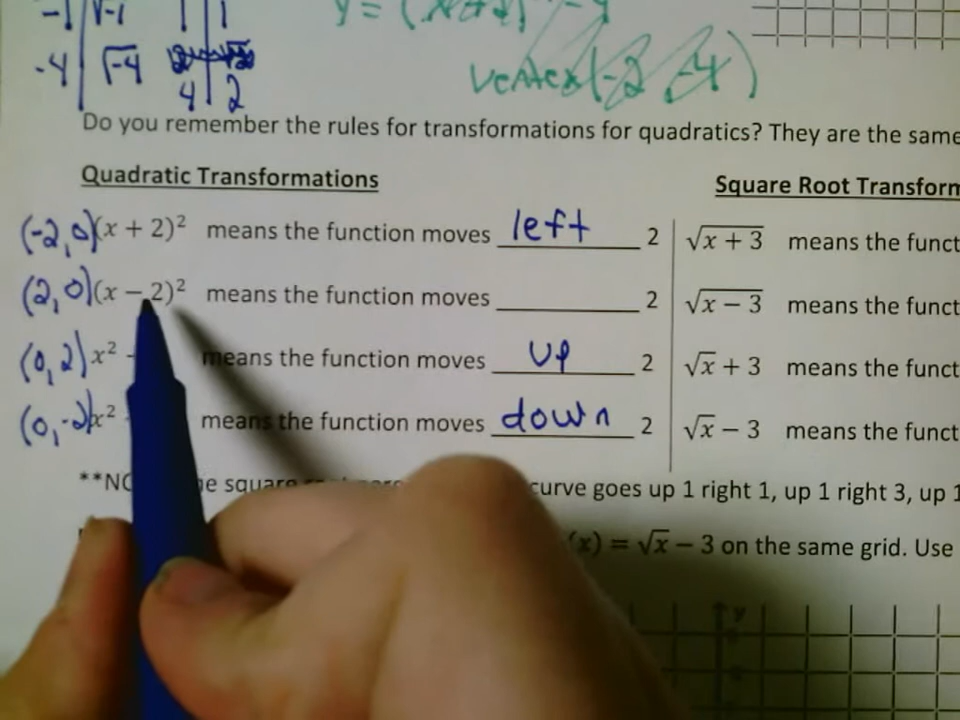 -1 √-1 1 1
-4 √-4 4 2
y =
vertex(-2, -4)
Do you remember the rules for transformations for quadratics? They are the same
Quadratic Transformations
(-2,0) (x + 2)² means the function moves left 2
(2,0) (x − 2)² means the function moves ______ 2
(0,2) x² means the function moves up 2
(0,-2) x² means the function moves down 2
Square Root Transform
√x + 3 means the funct
√x − 3 means the funct
√x + 3 means the funct
√x − 3 means the funct
**NO square curve goes up 1 right 1, up 1 right 3, up 1
(x) = √x − 3 on the same grid. Use
y